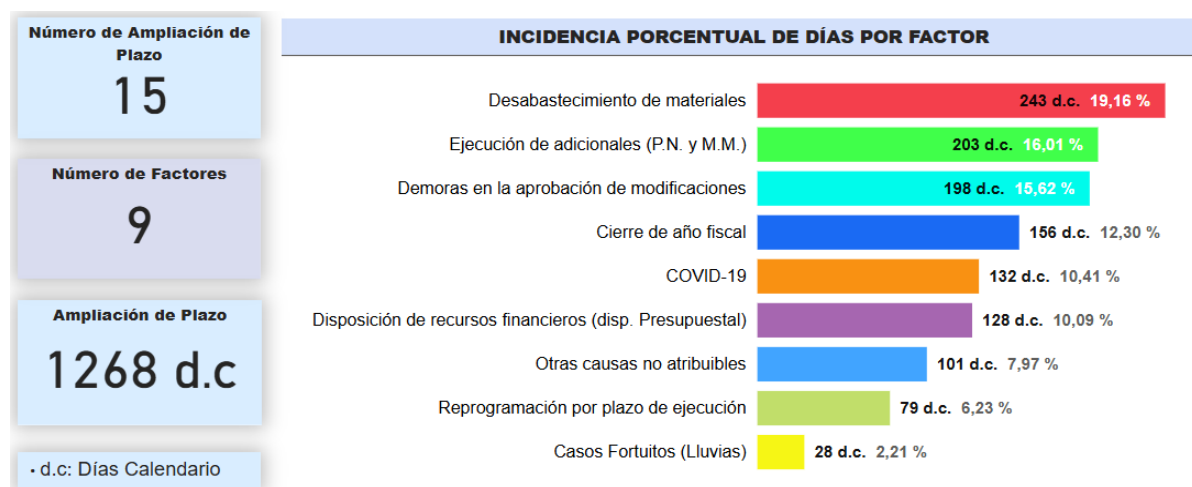 Número de Ampliación de
Plazo
15
Número de Factores
9
Ampliación de Plazo
1268 d.c
• d.c: Días Calendario
INCIDENCIA PORCENTUAL DE DÍAS POR FACTOR
Desabastecimiento de materiales 243 d.c. 19,16 %
Ejecución de adicionales (P.N. y M.M.) 203 d.c. 16,01 %
Demoras en la aprobación de modificaciones 198 d.c. 15,62 %
Cierre de año fiscal 156 d.c. 12,30 %
COVID-19 132 d.c. 10,41 %
Disposición de recursos financieros (disp. Presupuestal) 128 d.c. 10,09 %
Otras causas no atribuibles 101 d.c. 7,97 %
Reprogramación por plazo de ejecución 79 d.c. 6,23 %
Casos Fortuitos (Lluvias) 28 d.c. 2,21 %